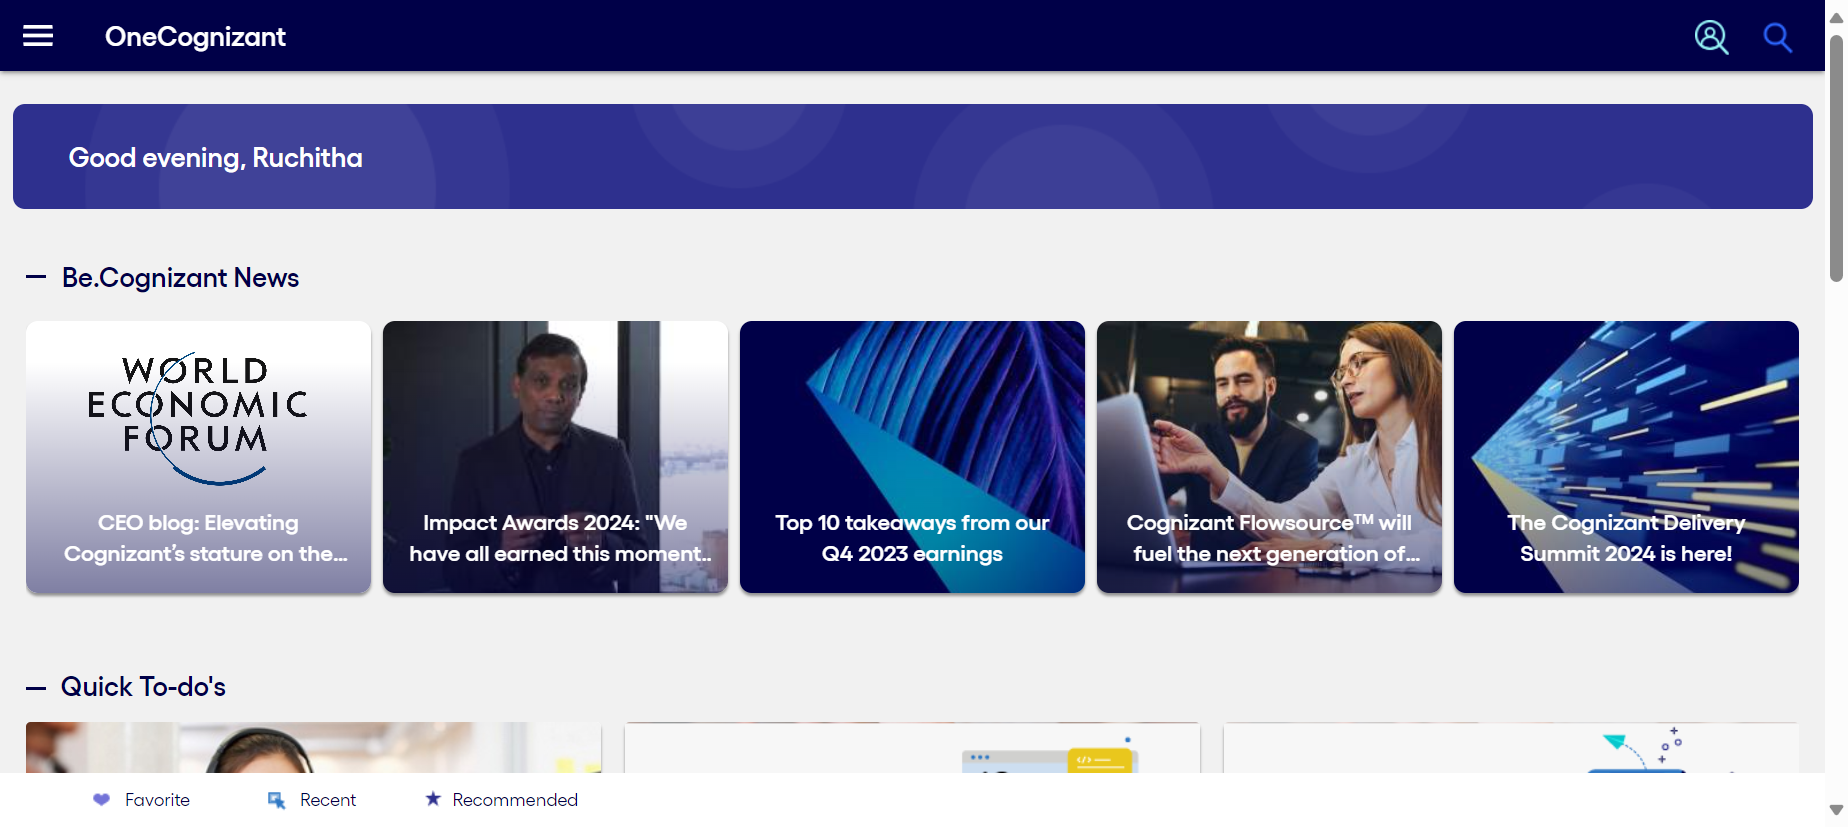 OneCognizant
Good evening, Ruchitha
Be.Cognizant News
WORLD
ECONOMIC
FORUM
CEO blog: Elevating
Cognizant's stature on the...
Impact Awards 2024: "We
have all earned this moment...
Top 10 takeaways from our
Q4 2023 earnings
Cognizant Flowsource™ will
fuel the next generation of...
The Cognizant Delivery
Summit 2024 is here!
Quick To-do's
</>
Favorite
Recent
Recommended